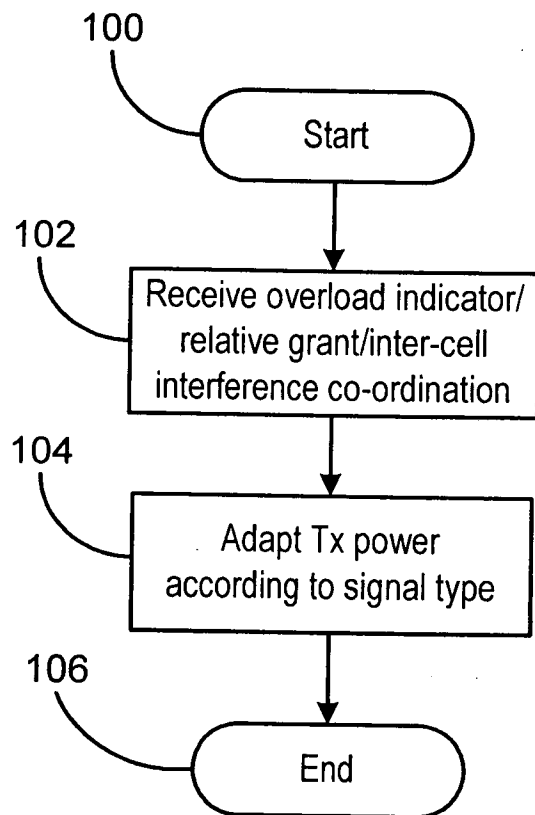 100
Start
102
Receive overload indicator/
relative grant/inter-cell
interference co-ordination
104
Adapt Tx power
according to signal type
106
End